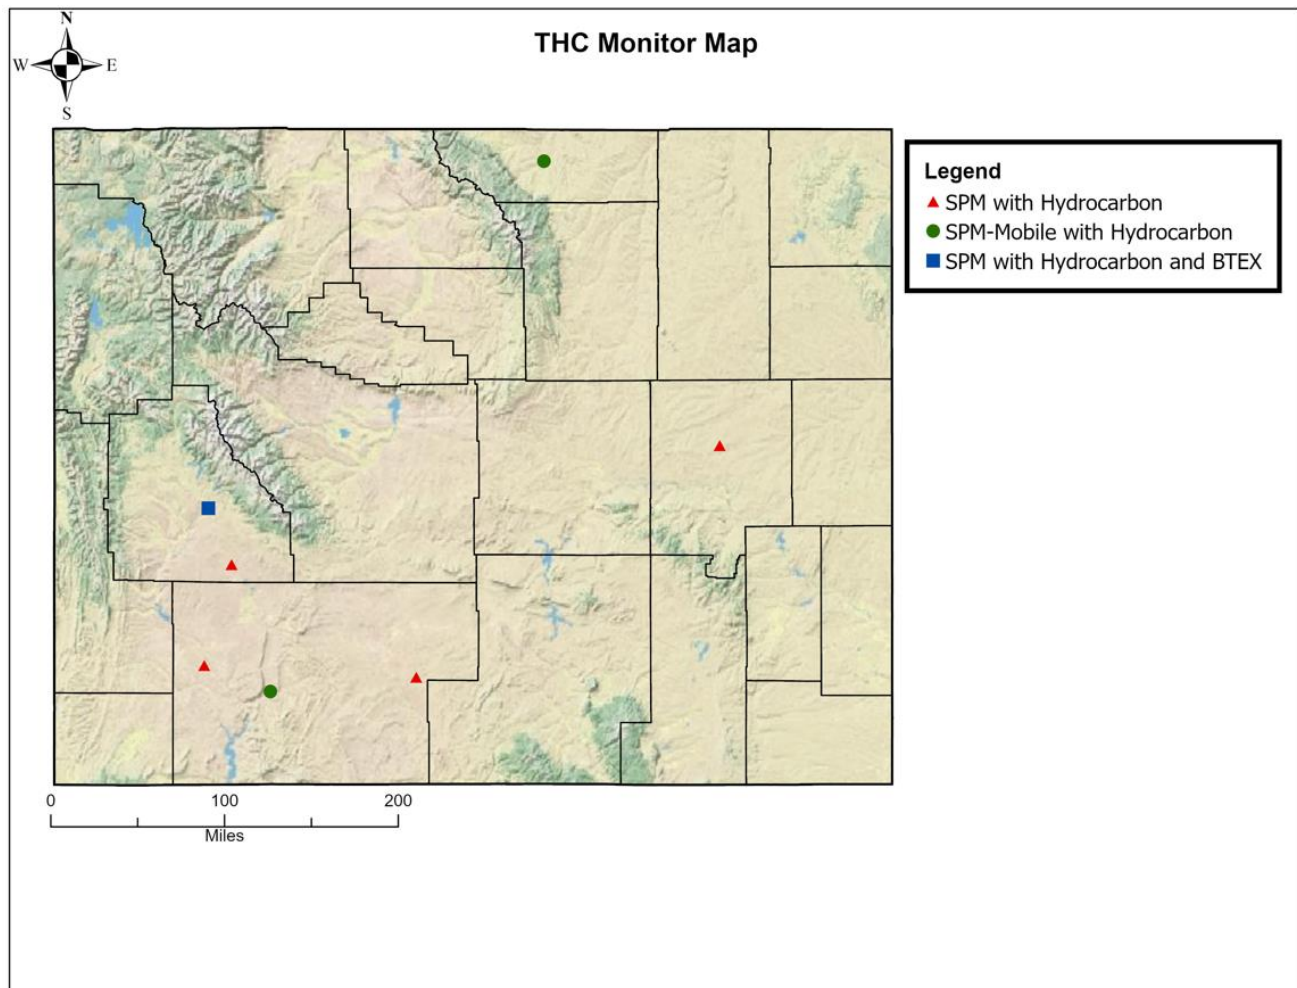 N
W E
S
THC Monitor Map
Legend
SPM with Hydrocarbon
SPM-Mobile with Hydrocarbon
SPM with Hydrocarbon and BTEX
0 100 200
Miles